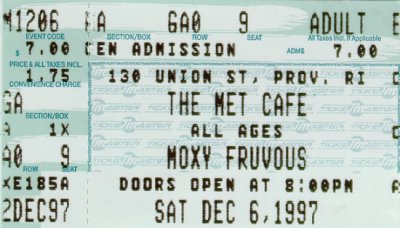 M1206 EA GA0 9 ADULT E
SECTION/BOX ROW SEAT All Taxes Incl. If Applicable
$ 7.00 GEN ADMISSION ADM$ 7.00
PRICE & ALL TAXES INCL.
1.75 130 UNION ST, PROV. RI
CONVENIENCE CHARGE
GA THE MET CAFE
SECTION/BOX
A 1X ALL AGES
A0 9 MOXY FRUVOUS
ROW SEAT
XE185A DOORS OPEN AT 8:00PM
2DEC97 SAT DEC 6,1997